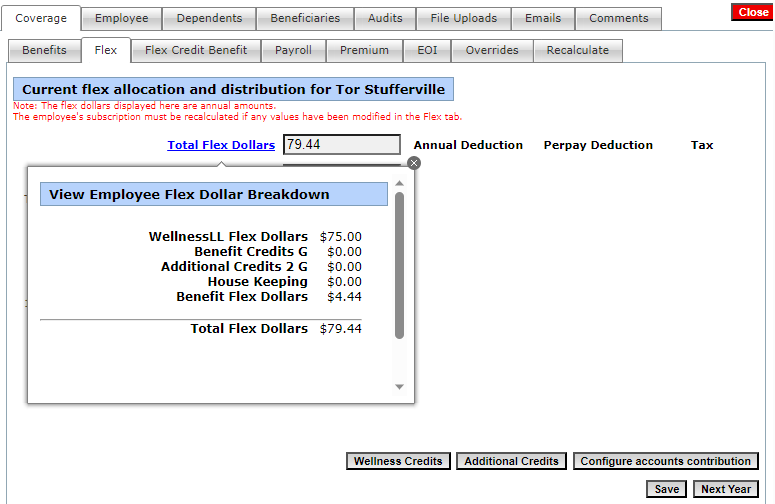 Close
Coverage Employee Dependents Beneficiaries Audits File Uploads Emails Comments
Benefits Flex Flex Credit Benefit Payroll Premium EOI Overrides Recalculate
Current flex allocation and distribution for Tor Stufferville
Note: The flex dollars displayed here are annual amounts.
The employee's subscription must be recalculated if any values have been modified in the Flex tab.
Total Flex Dollars 79.44 Annual Deduction Perpay Deduction Tax
View Employee Flex Dollar Breakdown
WellnessLL Flex Dollars $75.00
Benefit Credits G $0.00
Additional Credits 2 G $0.00
House Keeping $0.00
Benefit Flex Dollars $4.44
Total Flex Dollars $79.44
Wellness Credits Additional Credits Configure accounts contribution
Save Next Year